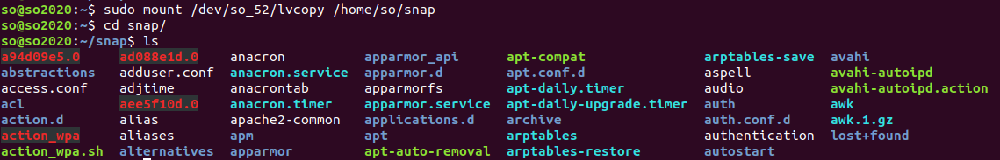 so@so2020:~$ sudo mount /dev/so_52/lvcopy /home/so/snap
so@so2020:~$ cd snap/
so@so2020:~/snap$ ls
a94d09e5.0 ad088e1d.0 anacron apparmor_api apt-compat arptables-save avahi
abstractions adduser.conf anacron.service apparmor.d apt.conf.d aspell avahi-autoipd
access.conf adjtime anacrontab apparmorfs apt-daily.timer audio avahi-autoipd.action
acl aee5f10d.0 anacron.timer apparmor.service apt-daily-upgrade.timer auth awk
action.d alias apache2-common applications.d archive auth.conf.d awk.1.gz
action_wpa aliases apm apt arptables authentication lost+found
action_wpa.sh alternatives apparmor apt-auto-removal arptables-restore autostart